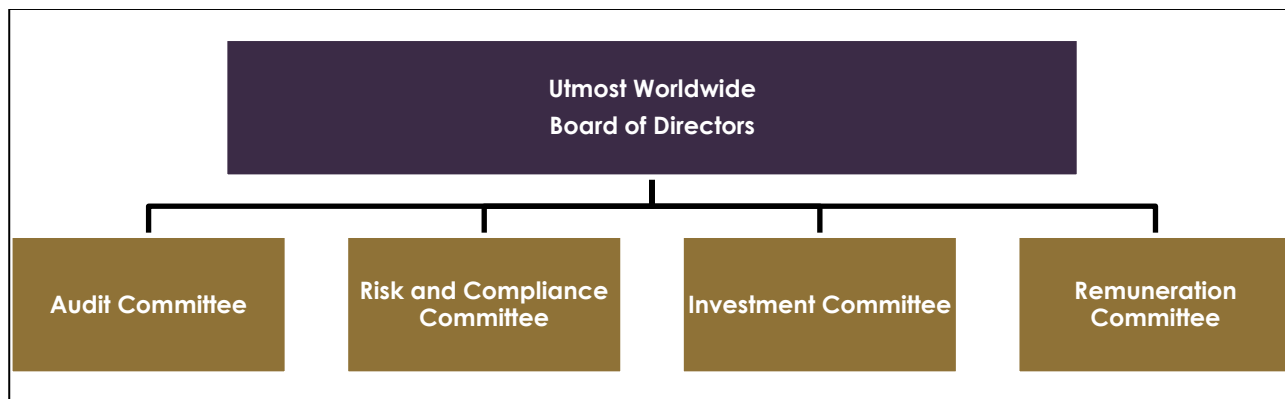 Utmost Worldwide
Board of Directors
Audit Committee
Risk and Compliance
Committee
Investment Committee
Remuneration
Committee